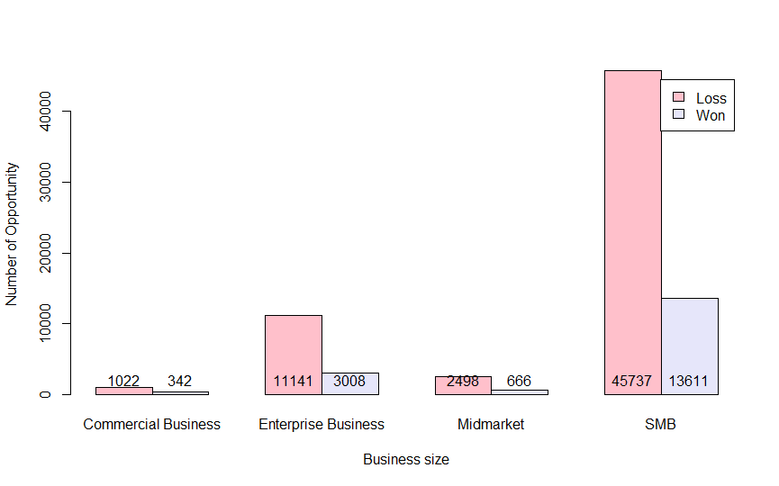 Number of Opportunity
40000
30000
20000
10000
0
Loss
Won
1022 342 11141 3008 2498 666 45737 13611
Commercial Business Enterprise Business Midmarket SMB
Business size